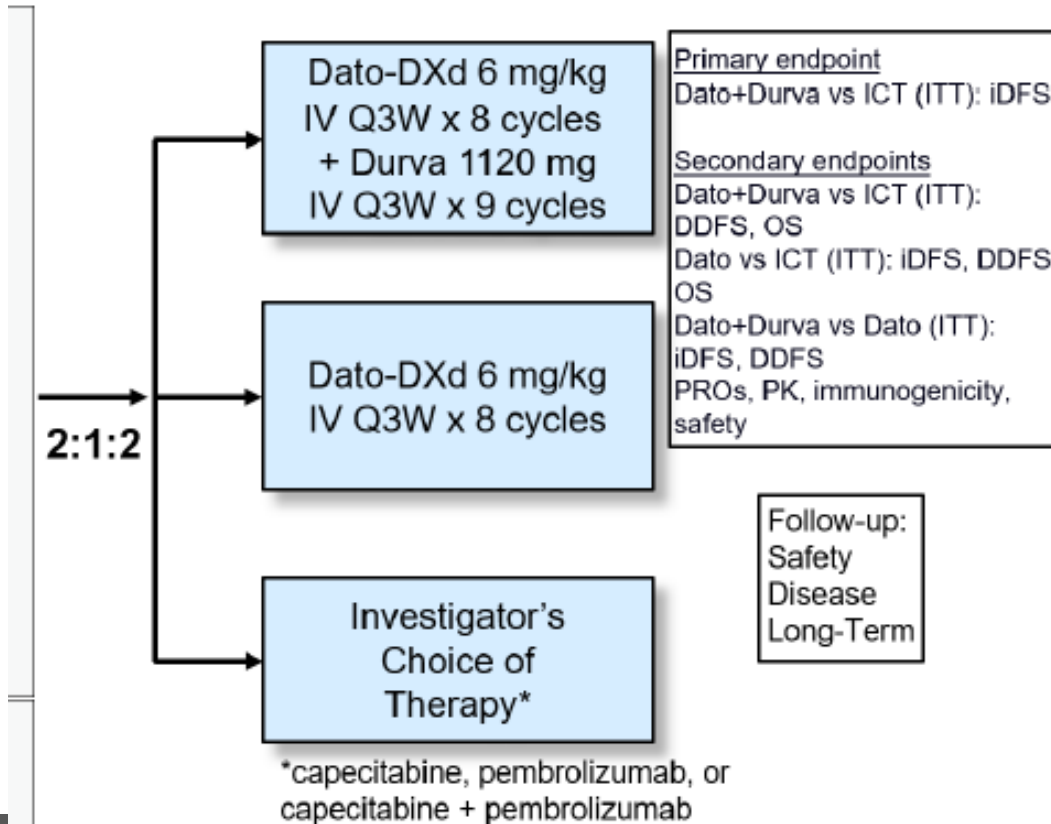 2:1:2
Dato-DXd 6 mg/kg
IV Q3W x 8 cycles
+ Durva 1120 mg
IV Q3W x 9 cycles
Dato-DXd 6 mg/kg
IV Q3W x 8 cycles
Investigator's
Choice of
Therapy*
*capecitabine, pembrolizumab, or
capecitabine + pembrolizumab
Primary endpoint
Dato+Durva vs ICT (ITT): iDFS
Secondary endpoints
Dato+Durva vs ICT (ITT):
DDFS, OS
Dato vs ICT (ITT): iDFS, DDFS
OS
Dato+Durva vs Dato (ITT):
iDFS, DDFS
PROs, PK, immunogenicity,
safety
Follow-up:
Safety
Disease
Long-Term